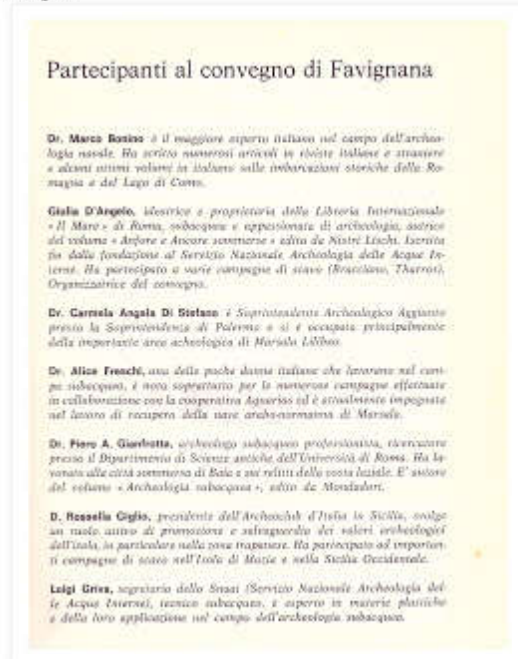 Partecipanti al convegno di Favignana
Dr. Marco Bonino è il maggiore esperto italiano nel campo dell'archeo-
logia navale. Ha scritto numerosi articoli in riviste italiane e straniere
e alcuni ottimi volumi in italiano sulle imbarcazioni storiche della Ro-
magna e del Lago di Como.
Giulia D'Angelo, ideatrice e proprietaria della Libreria Internazionale
« Il Mare » di Roma, subacquea e appassionata di archeologia, autrice
del volume « Anfore e Ancore sommerse » edito da Nistri Lischi. Iscritta
fin dalla fondazione al Servizio Nazionale Archeologia delle Acque In-
terne. Ha partecipato a varie campagne di scavo (Bracciano, Tharros).
Organizzatrice del convegno.
Dr. Carmela Angela Di Stefano è Soprintendente Archeologico Aggiunto
presso la Soprintendenza di Palermo e si è occupata principalmente
della importante area acheologica di Marsala Lilibeo.
Dr. Alice Freschi, una delle poche donne italiane che lavorano nel cam-
po subacqueo, è nota soprattutto per le numerose campagne effettuate
in collaborazione con la cooperativa Aquarius ed è attualmente impegnata
nel lavoro di recupero della nave arabo-normanna di Marsala.
Dr. Piero A. Gianfrotta, archeologo subacqueo professionista, ricercatore
presso il Dipartimento di Scienze antiche dell'Università di Roma. Ha la-
vorato alla città sommersa di Baia e sui relitti della costa laziale. E' autore
del volume « Archeologia subacquea », edito da Mondadori.
D. Rossella Giglio, presidente dell'Archeoclub d'Italia in Sicilia, svolge
un ruolo attivo di promozione e salvaguardia dei valori archeologici
dell'isola, in particolare nella zona trapanese. Ha partecipato ad importan-
ti campagne di scavo nell'Isola di Mozia e nella Sicilia Occidentale.
Luigi Griva, segretario dello Snaai (Servizio Nazionale Archeologia del-
le Acque Interne), tecnico subacqueo, è esperto in materie plastiche
e della loro applicazione nel campo dell'archeologia subacquea.